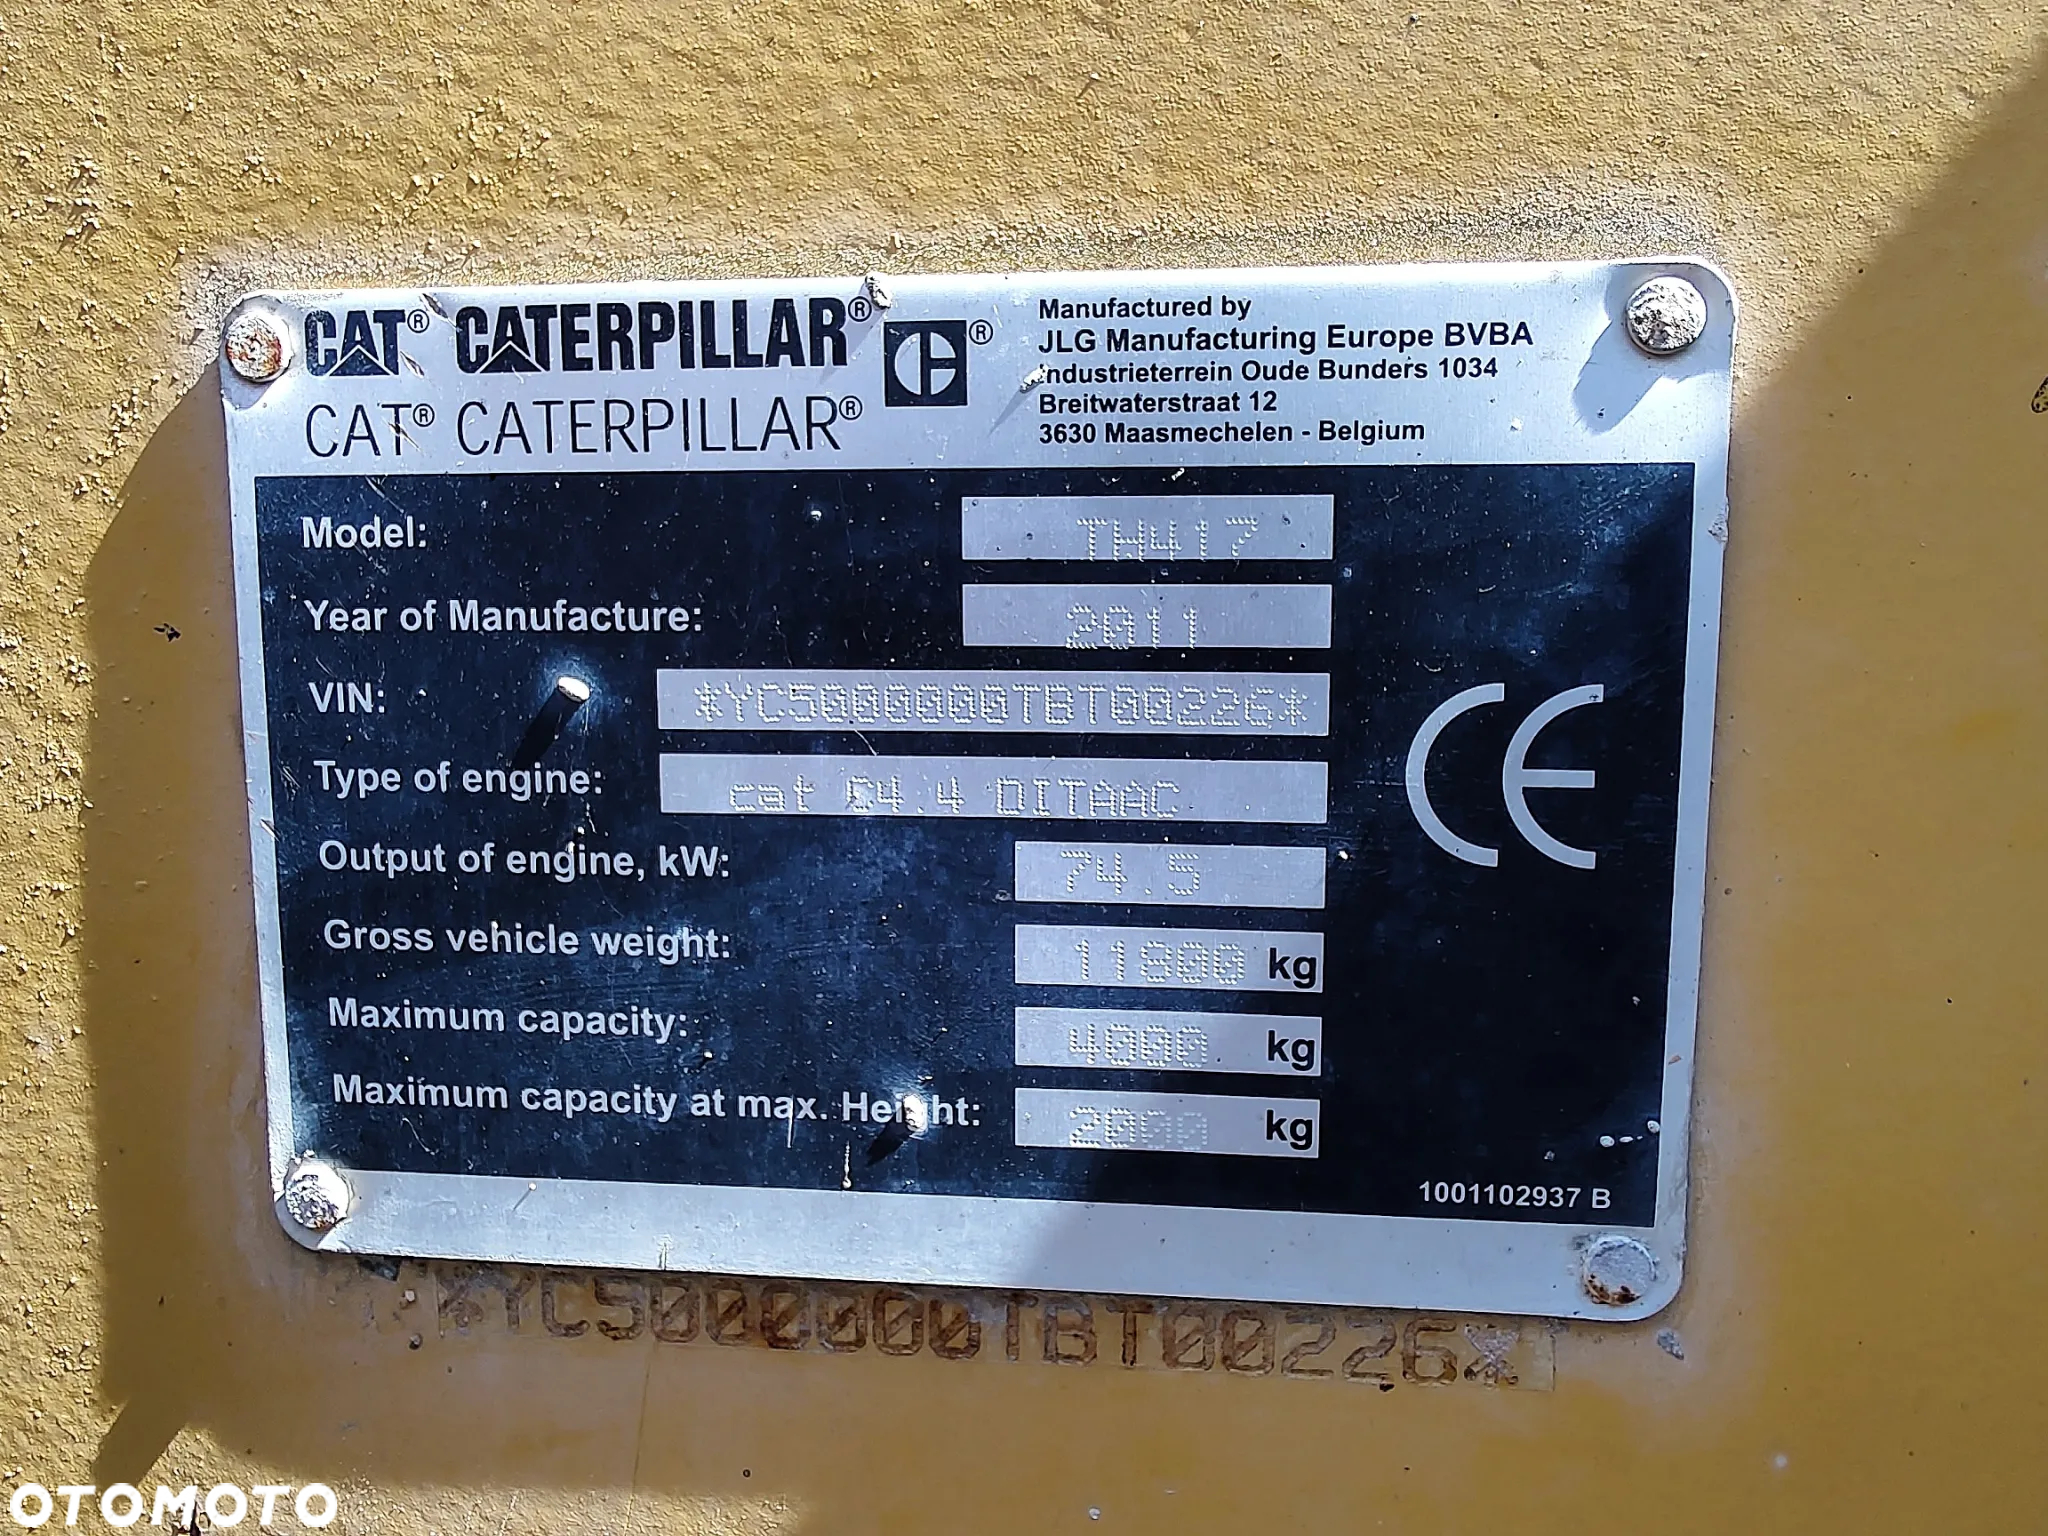 CAT® CATERPILLAR®
CAT® CATERPILLAR®
Manufactured by
JLG Manufacturing Europe BVBA
Industrieterrein Oude Bunders 1034
Breitwaterstraat 12
3630 Maasmechelen - Belgium
Model: TH417
Year of Manufacture: 2011
VIN: *YC5000000TBT00226*
Type of engine: cat C4.4 DITAAC
Output of engine, kW: 74.5
Gross vehicle weight: 11800 kg
Maximum capacity: 4000 kg
Maximum capacity at max. Height: 2000 kg
CE
1001102937 B
*YC5000000TBT00226*
OTOMOTO